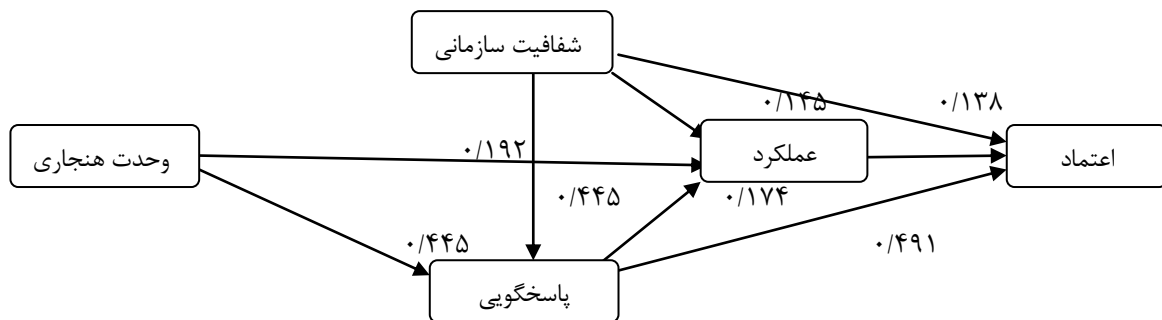 شفافیت سازمانی
۰/۱۴۵
۰/۱۳۸
وحدت هنجاری
۰/۱۹۲
عملکرد
اعتماد
۰/۴۴۵
۰/۱۷۴
۰/۴۴۵
۰/۴۹۱
پاسخگویی